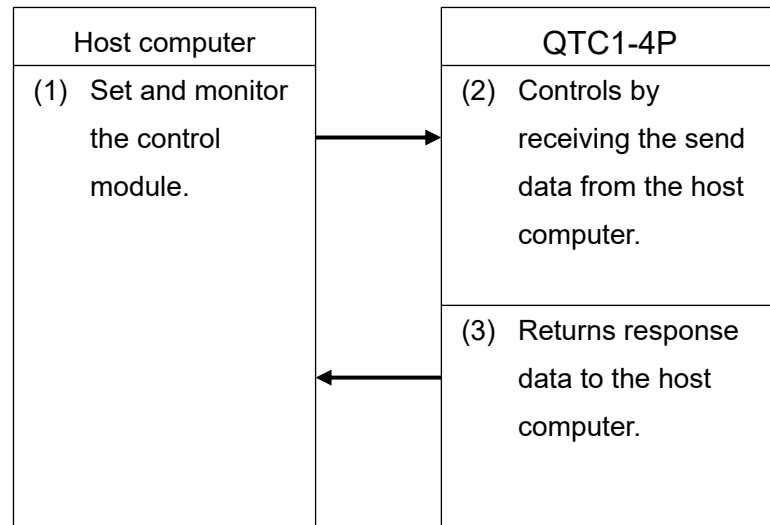 Host computer
(1) Set and monitor
the control
module.
QTC1-4P
(2) Controls by
receiving the send
data from the host
computer.
(3) Returns response
data to the host
computer.